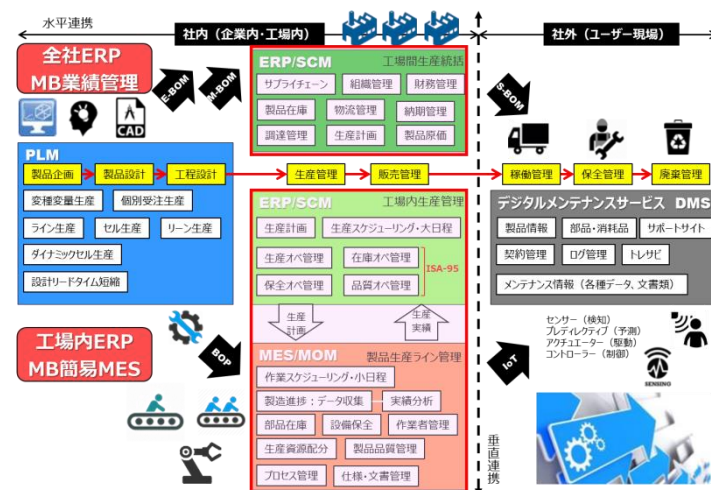 水平連携
社内（企業内・工場内）
社外（ユーザー現場）
全社ERP
MB業績管理
E-BOM
M-BOM
S-BOM
CAD
ERP/SCM 工場間生産統括
サプライチェーン 組織管理 財務管理
製品在庫 物流管理 納期管理
調達管理 生産計画 製品原価
PLM
製品企画 製品設計 工程設計 生産管理 販売管理 稼働管理 保全管理 廃棄管理
変種変量生産 個別受注生産
ライン生産 セル生産 リーン生産
ダイナミックセル生産
設計リードタイム短縮
ERP/SCM 工場内生産管理
生産計画 生産スケジューリング・大日程
生産オペ管理 在庫オペ管理
保全オペ管理 品質オペ管理
ISA-95
生産
計画
生産
実績
デジタルメンテナンスサービス DMS
製品情報 部品・消耗品 サポートサイト
契約管理 ログ管理 トレサビ
メンテナンス情報（各種データ、文書類）
工場内ERP
MB簡易MES
BOP
MES/MOM 製品生産ライン管理
作業スケジューリング・小日程
製造進捗：データ収集 実績分析
部品在庫 設備保全 作業者管理
生産資源配分 製品品質管理
プロセス管理 仕様・文書管理
IoT
センサー（検知）
プレディクティブ（予測）
アクチュエーター（駆動）
コントローラー（制御）
SENSING
垂直連携